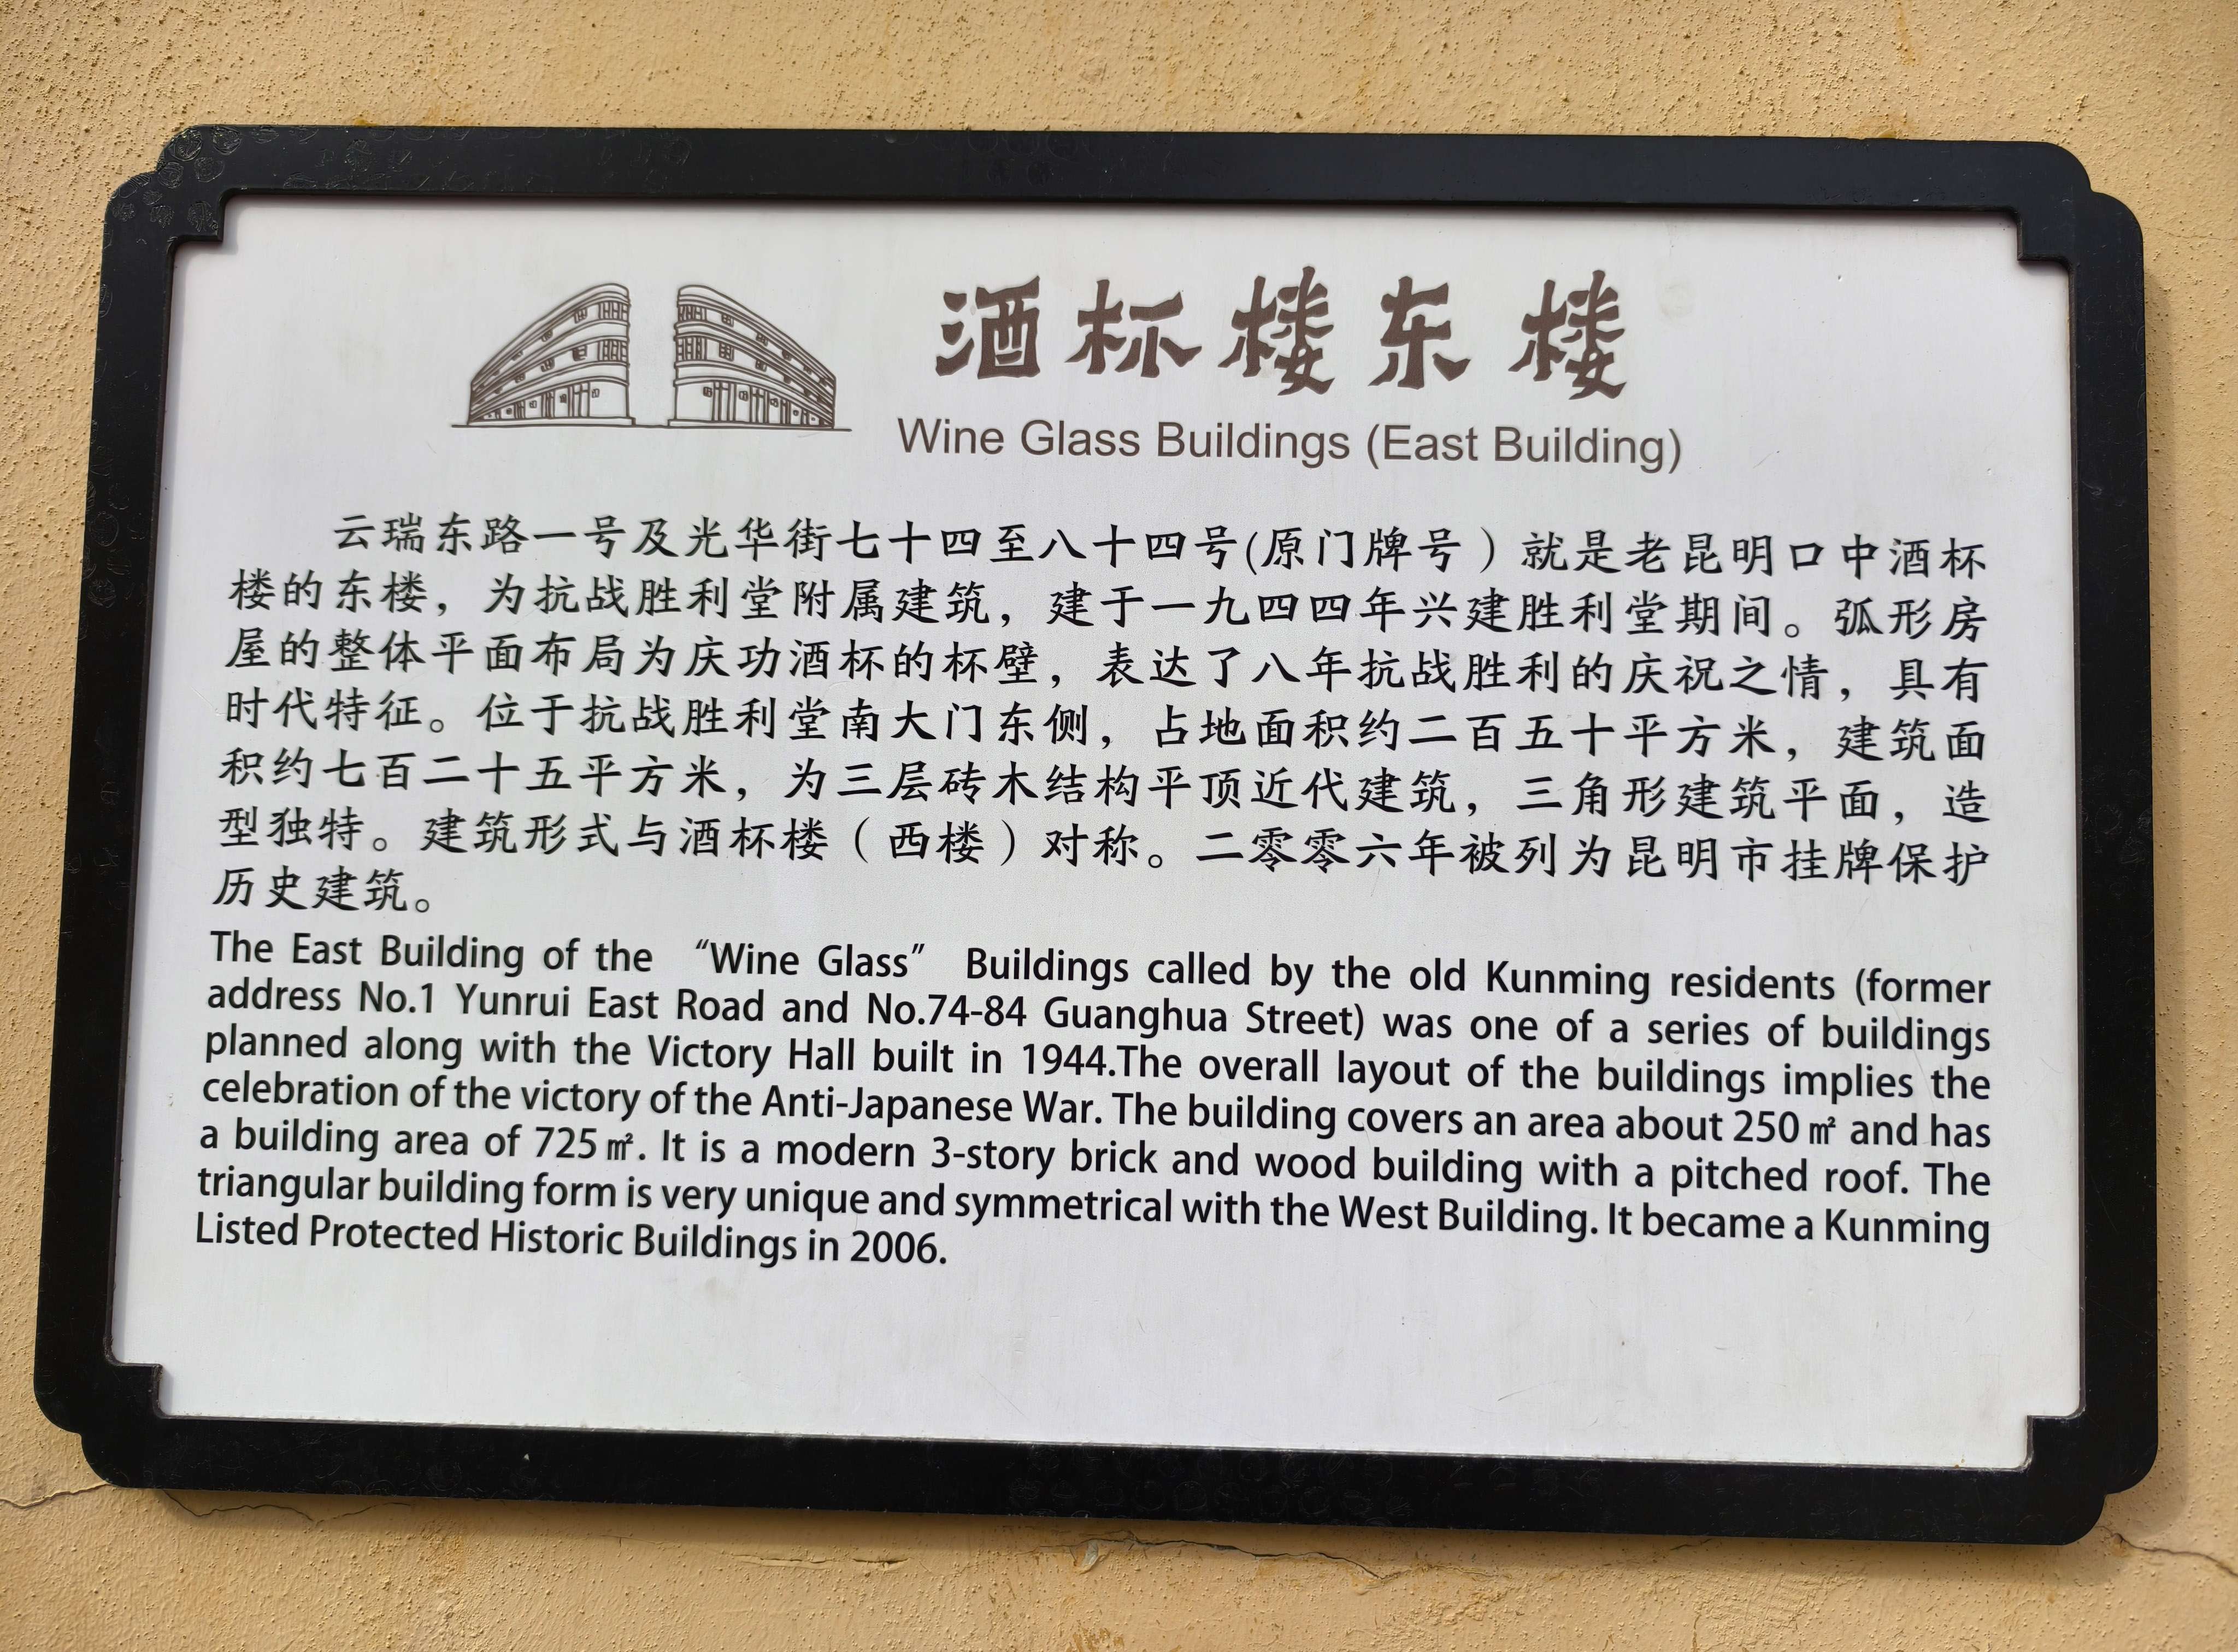 酒杯楼东楼
Wine Glass Buildings (East Building)
云瑞东路一号及光华街七十四至八十四号(原门牌号）就是老昆明口中酒杯
楼的东楼，为抗战胜利堂附属建筑，建于一九四四年兴建胜利堂期间。弧形房
屋的整体平面布局为庆功酒杯的杯壁，表达了八年抗战胜利的庆祝之情，具有
时代特征。位于抗战胜利堂南大门东侧，占地面积约二百五十平方米，建筑面
积约七百二十五平方米，为三层砖木结构平顶近代建筑，三角形建筑平面，造
型独特。建筑形式与酒杯楼（西楼）对称。二零零六年被列为昆明市挂牌保护
历史建筑。
The East Building of the “Wine Glass” Buildings called by the old Kunming residents (former
address No.1 Yunrui East Road and No.74-84 Guanghua Street) was one of a series of buildings
planned along with the Victory Hall built in 1944.The overall layout of the buildings implies the
celebration of the victory of the Anti-Japanese War. The building covers an area about 250㎡ and has
a building area of 725㎡. It is a modern 3-story brick and wood building with a pitched roof. The
triangular building form is very unique and symmetrical with the West Building. It became a Kunming
Listed Protected Historic Buildings in 2006.